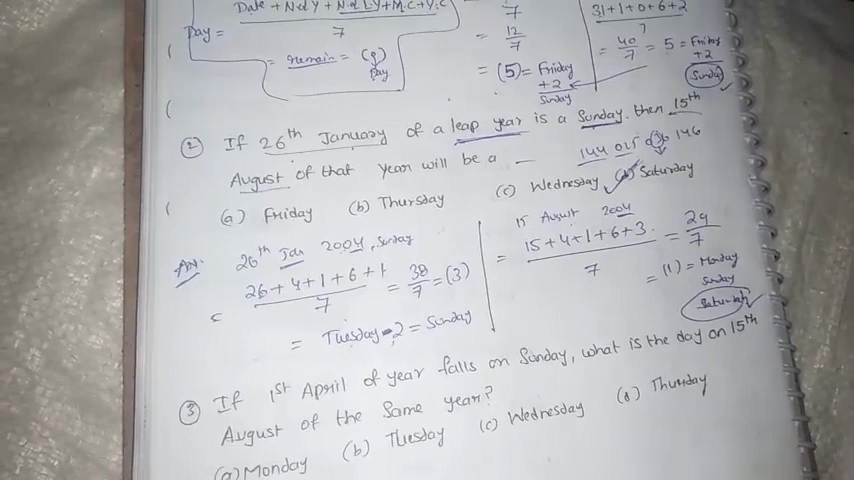 Date + N.d Y + N.d L.Y + M.C + Y.C
Day =
7
= remain = (9)
Day
7
= 12
7
= (5) = Friday
+2
Sunday
31+1+0+6+2
7
= 40
7 = 5 = Friday
+2
Sunday
(2) If 26th January of a leap year is a Sunday. then 15th
August of that year will be a —
144 025 036 146
(a) Friday (b) Thursday (c) Wednesday (d) Saturday
An. 26th Jan 2004, Sunday
26+4+1+6+1
7 = 38
7 = (3)
= Tuesday -2 = Sunday
15 August 2004
= 15+4+1+6+3
7 = 29
7
= (1) = Monday
Sunday
Saturday
(3) If 1st April of year falls on Sunday, what is the day on 15th
August of the same year?
(a) Monday (b) Tuesday (c) Wednesday (d) Thursday